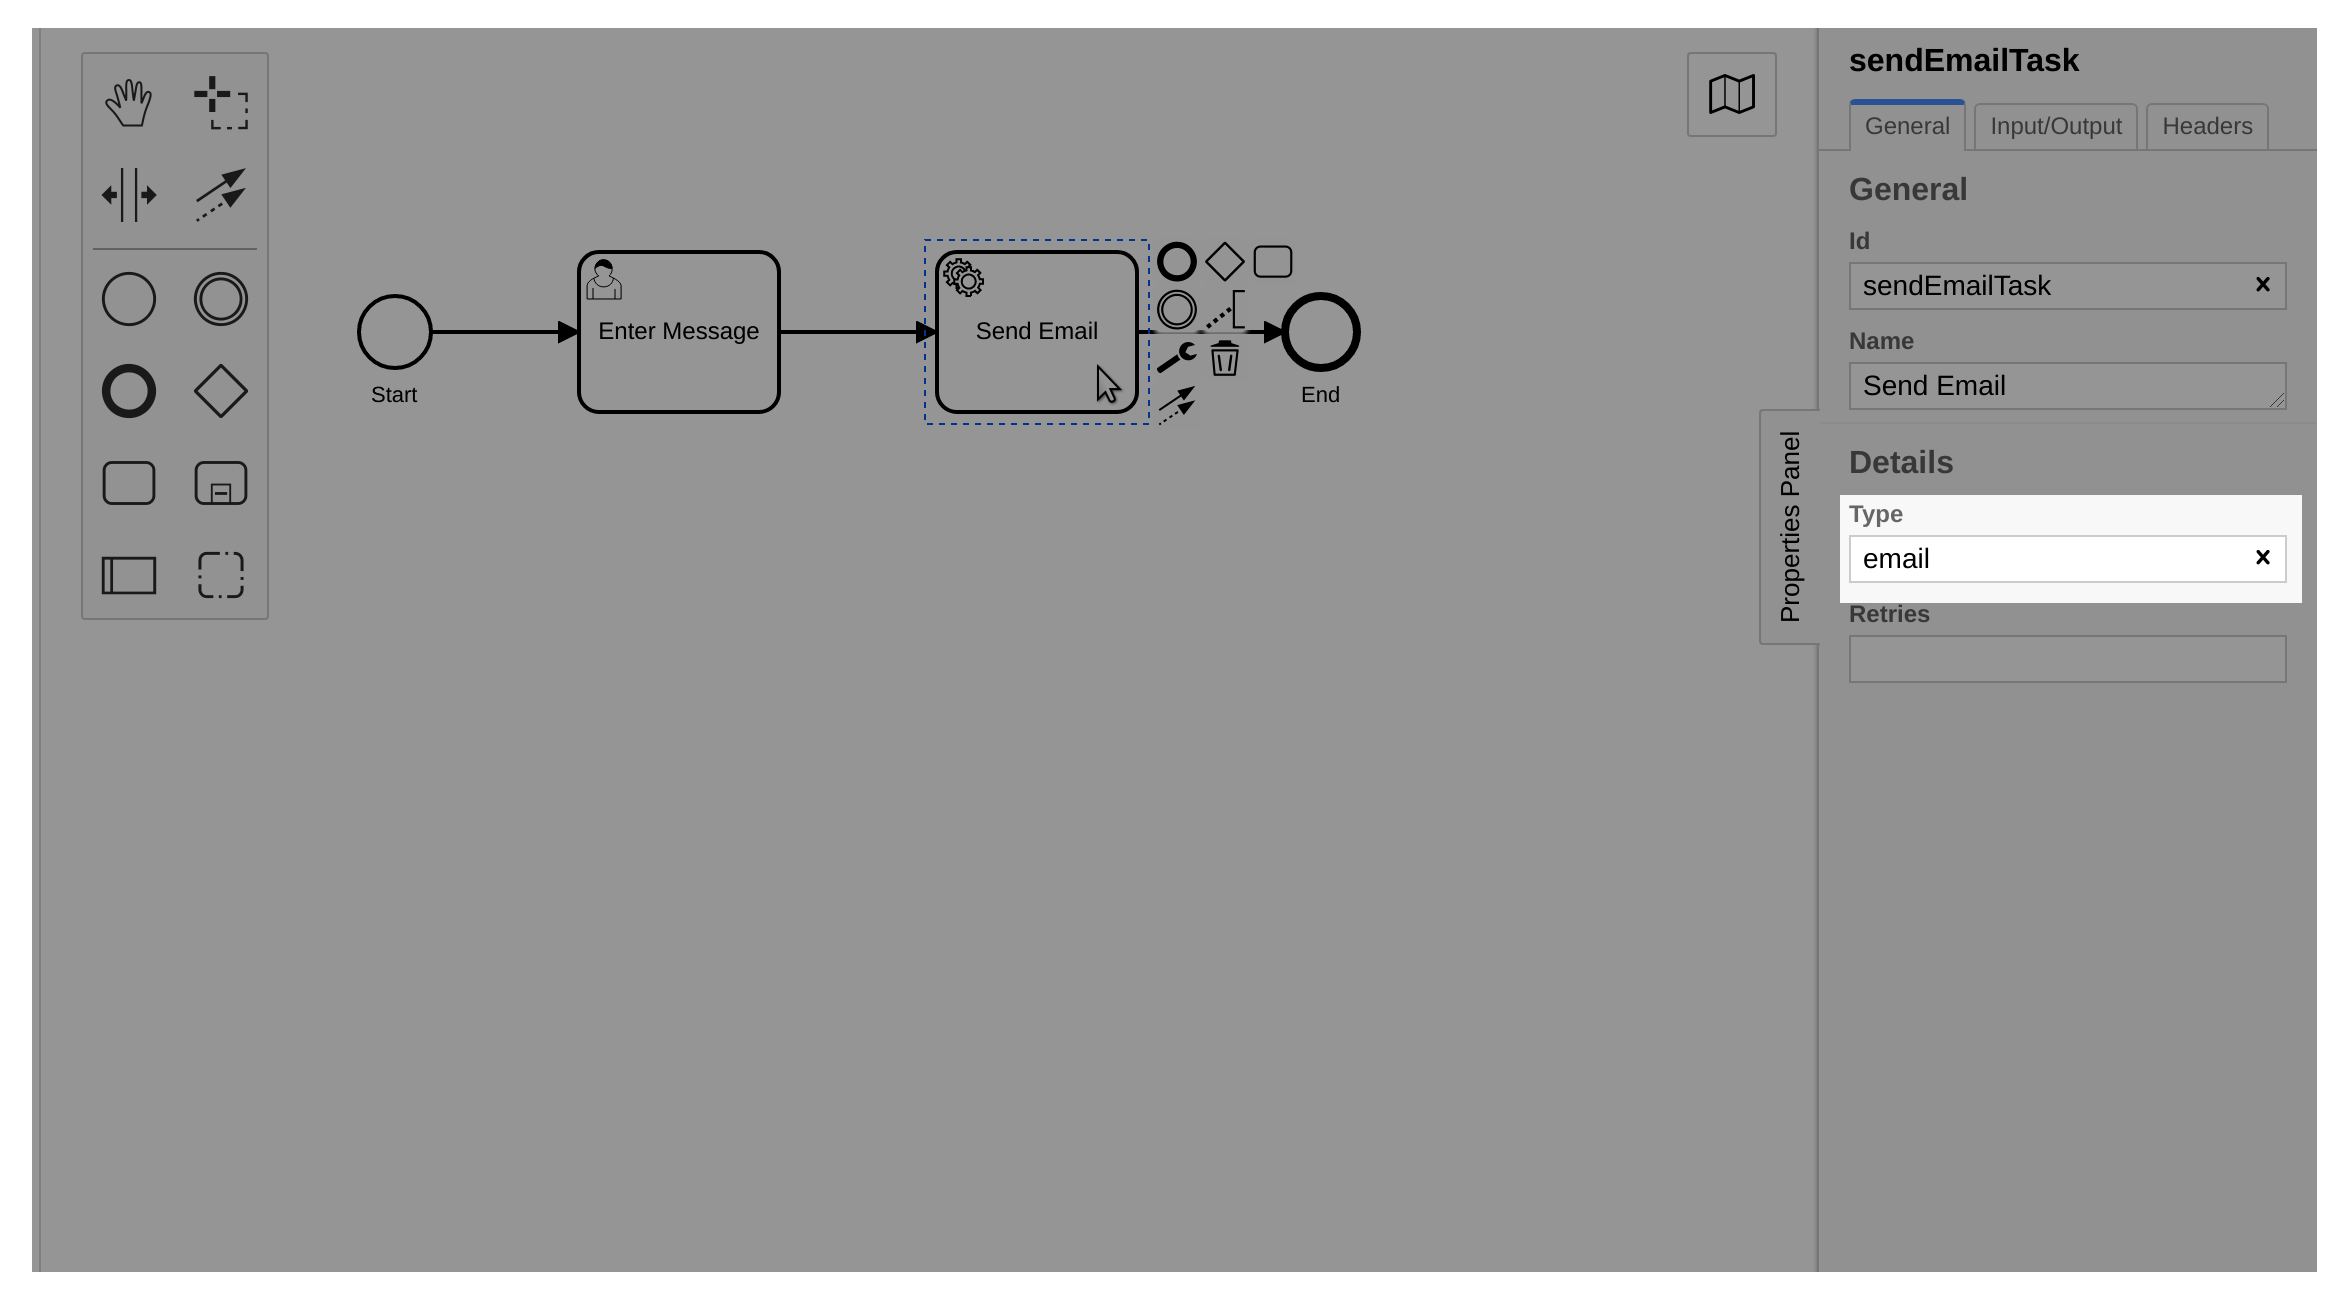 sendEmailTask
General
Input/Output
Headers
General
Id
sendEmailTask
Name
Send Email
Details
Type
email
Retries
Properties Panel
Start
Enter Message
Send Email
End